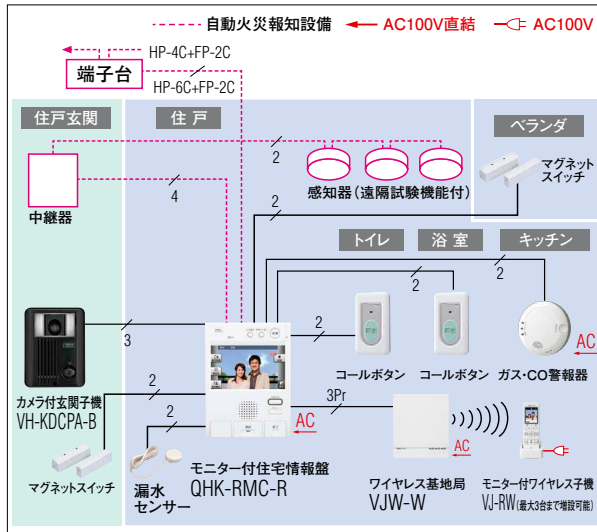 自動火災報知設備 AC100V直結 AC100V
HP-4C+FP-2C
端子台
HP-6C+FP-2C
住戸玄関
住戸
ベランダ
2
マグネット
スイッチ
感知器(遠隔試験機能付)
4
中継器
2
トイレ
浴室
キッチン
2
2
2
3
AC
コールボタン
コールボタン
ガス・CO警報器
2
3Pr
カメラ付玄関子機
VH-KDCPA-B
2
AC
AC
マグネットスイッチ
漏水
センサー
モニター付住宅情報盤
QHK-RMC-R
ワイヤレス基地局
VJW-W
モニター付ワイヤレス子機
VJ-RW(最大3台まで増設可能)